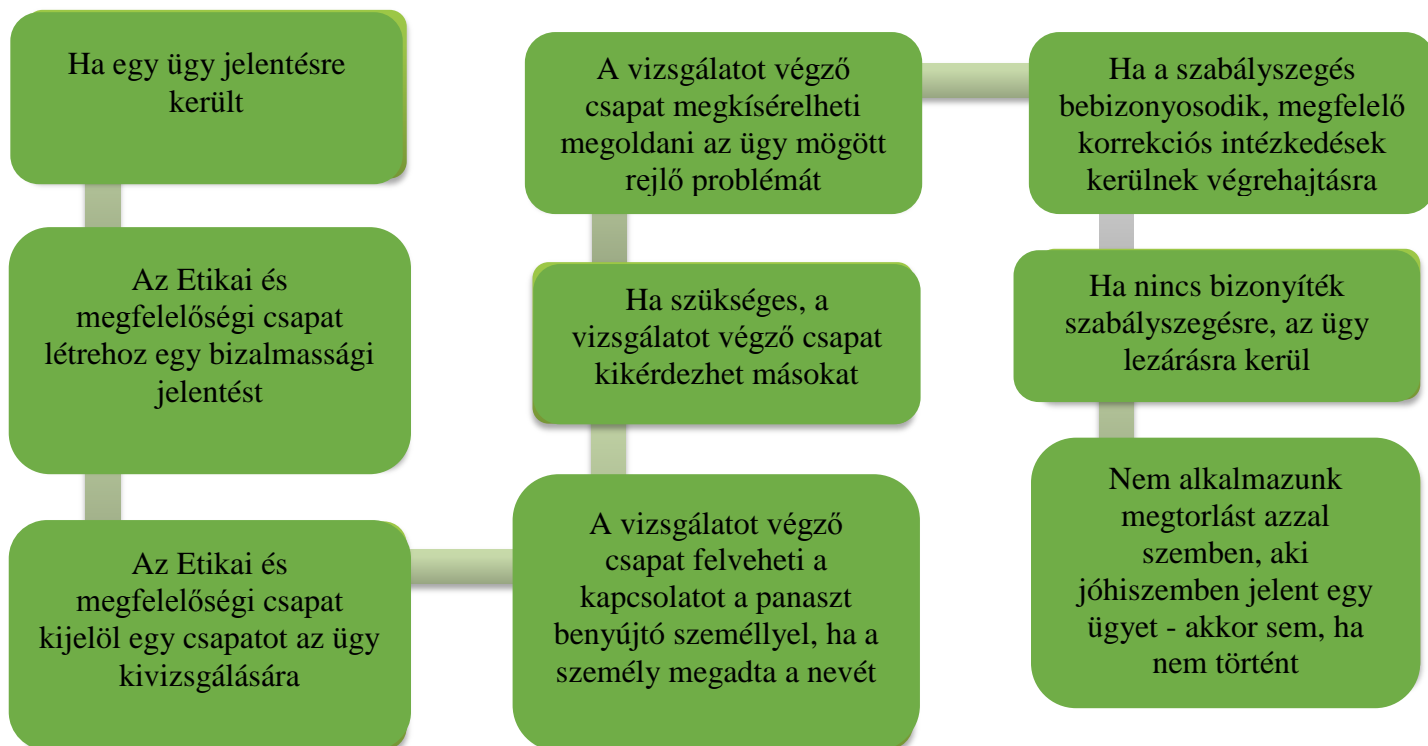 Ha egy ügy jelentésre
került
Az Etikai és
megfelelőségi csapat
létrehoz egy bizalmassági
jelentést
Az Etikai és
megfelelőségi csapat
kijelöl egy csapatot az ügy
kivizsgálására
A vizsgálatot végző
csapat felveheti a
kapcsolatot a panaszt
benyújtó személlyel, ha a
személy megadta a nevét
Ha szükséges, a
vizsgálatot végző csapat
kikérdezhet másokat
A vizsgálatot végző
csapat megkísérelheti
megoldani az ügy mögött
rejlő problémát
Ha a szabályszegés
bebizonyosodik, megfelelő
korrekciós intézkedések
kerülnek végrehajtásra
Ha nincs bizonyíték
szabályszegésre, az ügy
lezárásra kerül
Nem alkalmazunk
megtorlást azzal
szemben, aki
jóhiszemben jelent egy
ügyet - akkor sem, ha
nem történt